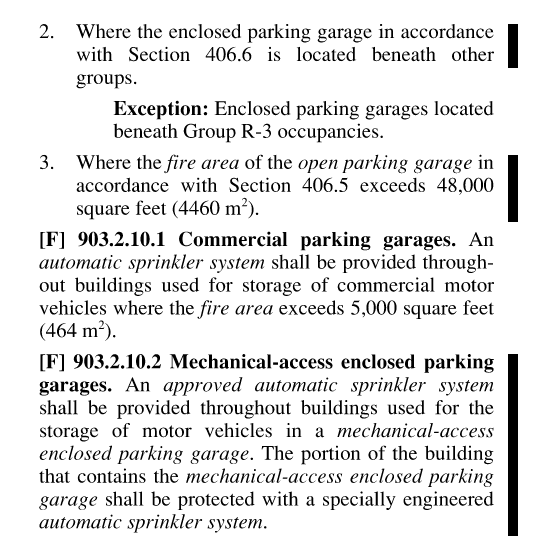 2. Where the enclosed parking garage in accordance
with Section 406.6 is located beneath other
groups.
Exception: Enclosed parking garages located
beneath Group R-3 occupancies.
3. Where the fire area of the open parking garage in
accordance with Section 406.5 exceeds 48,000
square feet (4460 m²).
[F] 903.2.10.1 Commercial parking garages. An
automatic sprinkler system shall be provided through-
out buildings used for storage of commercial motor
vehicles where the fire area exceeds 5,000 square feet
(464 m²).
[F] 903.2.10.2 Mechanical-access enclosed parking
garages. An approved automatic sprinkler system
shall be provided throughout buildings used for the
storage of motor vehicles in a mechanical-access
enclosed parking garage. The portion of the building
that contains the mechanical-access enclosed parking
garage shall be protected with a specially engineered
automatic sprinkler system.